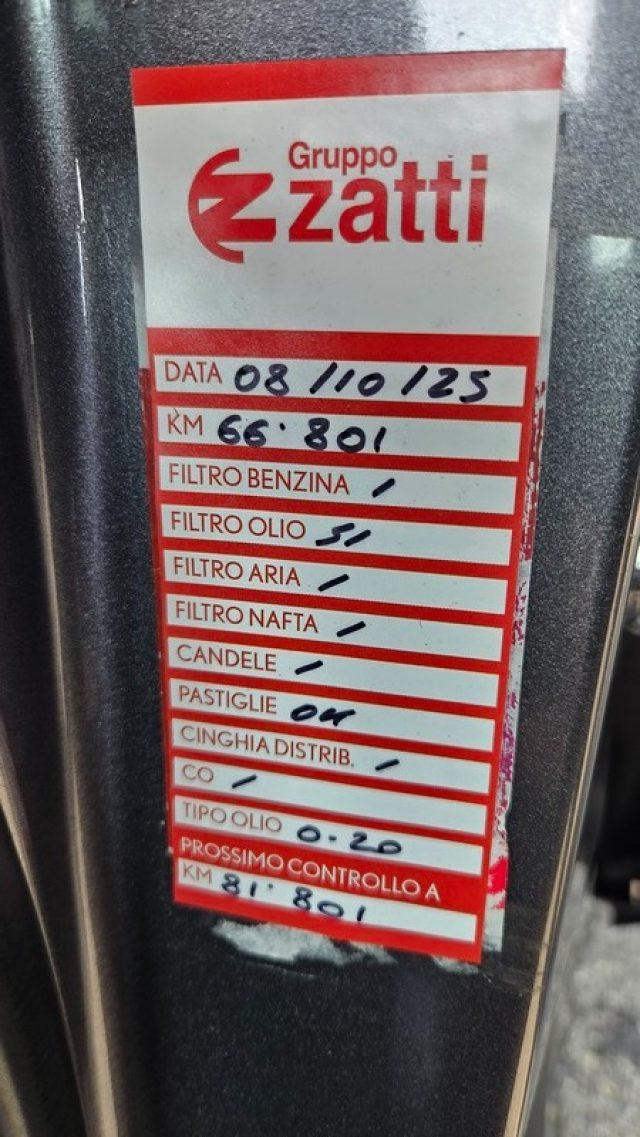 Gruppo
zatti
DATA 08/10/25
KM 66.801
FILTRO BENZINA /
FILTRO OLIO SI
FILTRO ARIA /
FILTRO NAFTA /
CANDELE /
PASTIGLIE OK
CINGHIA DISTRIB. /
CO /
TIPO OLIO 0-20
PROSSIMO CONTROLLO A
KM 81.801